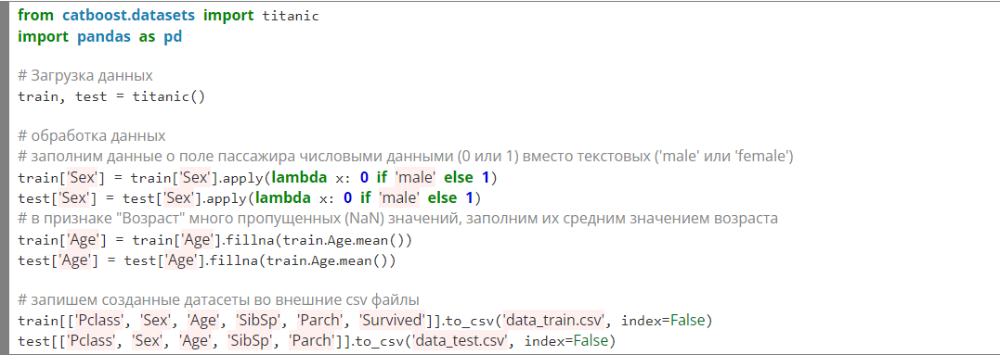 from catboost.datasets import titanic
import pandas as pd
# Загрузка данных
train, test = titanic()
# обработка данных
# заполним данные о поле пассажира числовыми данными (0 или 1) вместо текстовых ('male' или 'female')
train['Sex'] = train['Sex'].apply(lambda x: 0 if 'male' else 1)
test['Sex'] = test['Sex'].apply(lambda x: 0 if 'male' else 1)
# в признаке "Возраст" много пропущенных (NaN) значений, заполним их средним значением возраста
train['Age'] = train['Age'].fillna(train.Age.mean())
test['Age'] = test['Age'].fillna(train.Age.mean())
# запишем созданные датасеты во внешние csv файлы
train[['Pclass', 'Sex', 'Age', 'SibSp', 'Parch', 'Survived']].to_csv('data_train.csv', index=False)
test[['Pclass', 'Sex', 'Age', 'SibSp', 'Parch']].to_csv('data_test.csv', index=False)